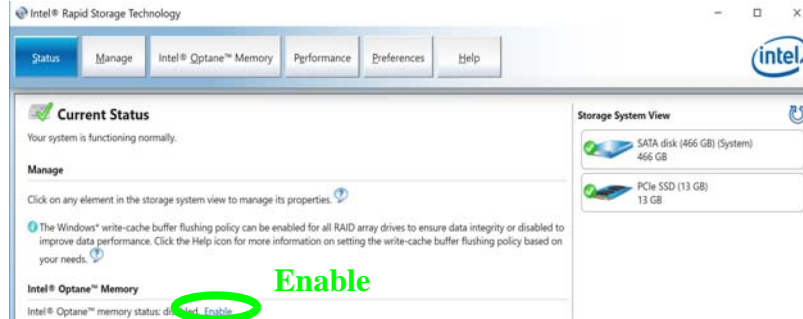 Intel® Rapid Storage Technology
Status
Manage
Intel® Optane™ Memory
Performance
Preferences
Help
intel
Current Status
Your system is functioning normally.
Manage
Click on any element in the storage system view to manage its properties.
The Windows* write-cache buffer flushing policy can be enabled for all RAID array drives to ensure data integrity or disabled to
improve data performance. Click the Help icon for more information on setting the write-cache buffer flushing policy based on
your needs.
Enable
Intel® Optane™ Memory
Intel® Optane™ memory status: Enable
Storage System View
SATA disk (466 GB) (System)
466 GB
PCIe SSD (13 GB)
13 GB